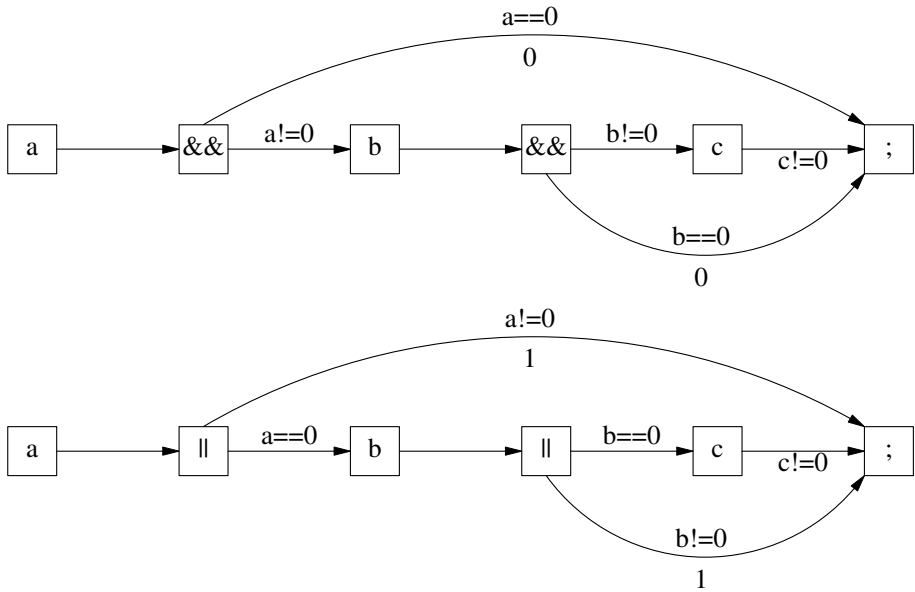 a==0
0
a && a!=0 b && b!=0 c c!=0 ;
b==0
0
a!=0
1
a || a==0 b || b==0 c c!=0 ;
b!=0
1